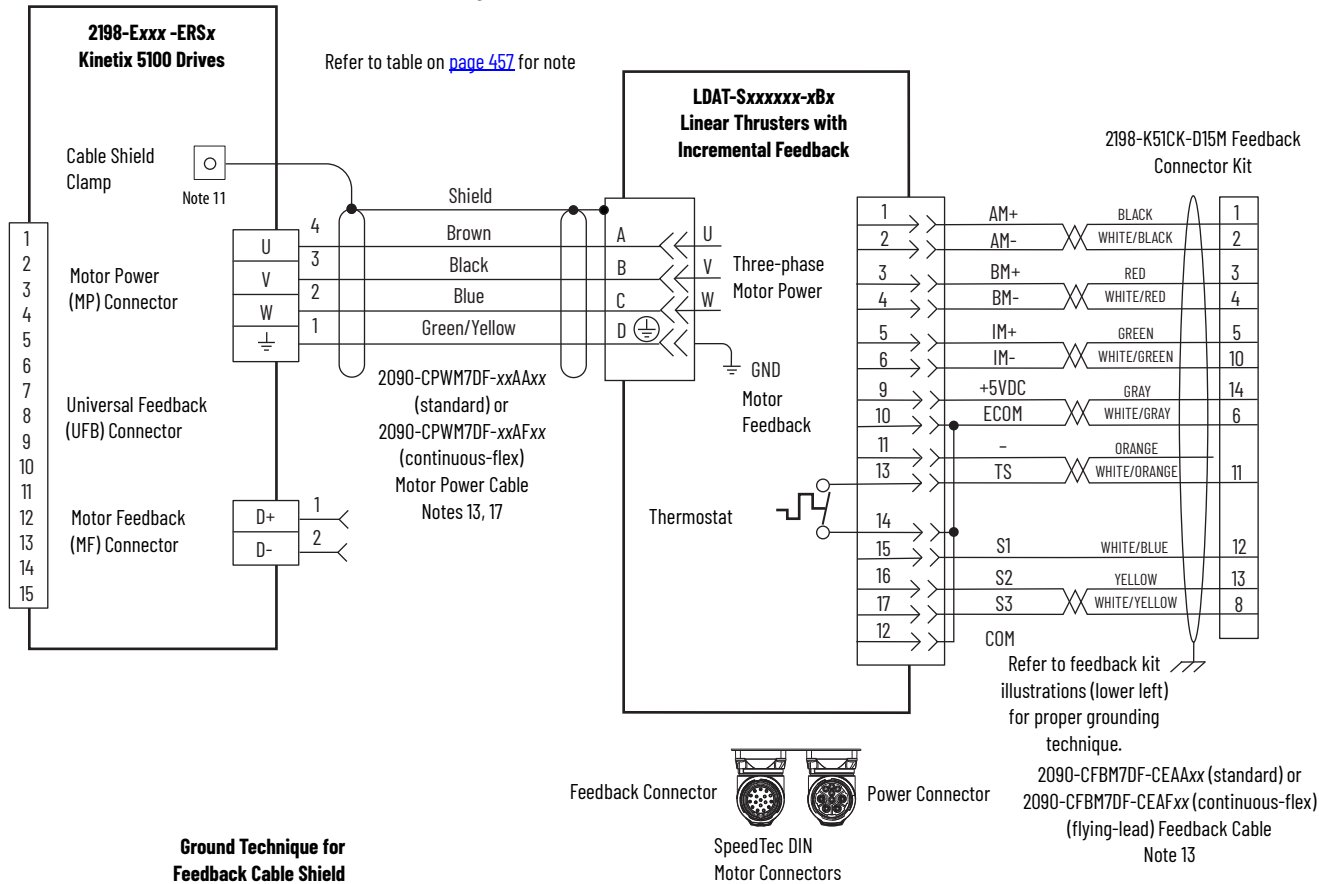 2198-Exxx -ERSx
Kinetix 5100 Drives
Refer to table on page 457 for note
Cable Shield
Clamp
Note 11
1
2
3
4
5
6
7
8
9
10
11
12
13
14
15
Motor Power
(MP) Connector
Universal Feedback
(UFB) Connector
Motor Feedback
(MF) Connector
U
V
W
4
3
2
1
D+ 1
D- 2
Shield
Brown
Black
Blue
Green/Yellow
2090-CPWM7DF-xxAAxx
(standard) or
2090-CPWM7DF-xxAFxx
(continuous-flex)
Motor Power Cable
Notes 13, 17
LDAT-Sxxxxxx-xBx
Linear Thrusters with
Incremental Feedback
A U
B V
C W
D
Three-phase
Motor Power
GND
Motor
Feedback
Thermostat
2198-K51CK-D15M Feedback
Connector Kit
1 AM+ BLACK 1
2 AM- WHITE/BLACK 2
3 BM+ RED 3
4 BM- WHITE/RED 4
5 IM+ GREEN 5
6 IM- WHITE/GREEN 10
9 +5VDC GRAY 14
10 ECOM WHITE/GRAY 6
11 - ORANGE
13 TS WHITE/ORANGE 11
14
15 S1 WHITE/BLUE 12
16 S2 YELLOW 13
17 S3 WHITE/YELLOW 8
12 COM
Refer to feedback kit
illustrations (lower left)
for proper grounding
technique.
2090-CFBM7DF-CEAAxx (standard) or
2090-CFBM7DF-CEAFxx (continuous-flex)
(flying-lead) Feedback Cable
Note 13
Feedback Connector
Power Connector
SpeedTec DIN
Motor Connectors
Ground Technique for
Feedback Cable Shield